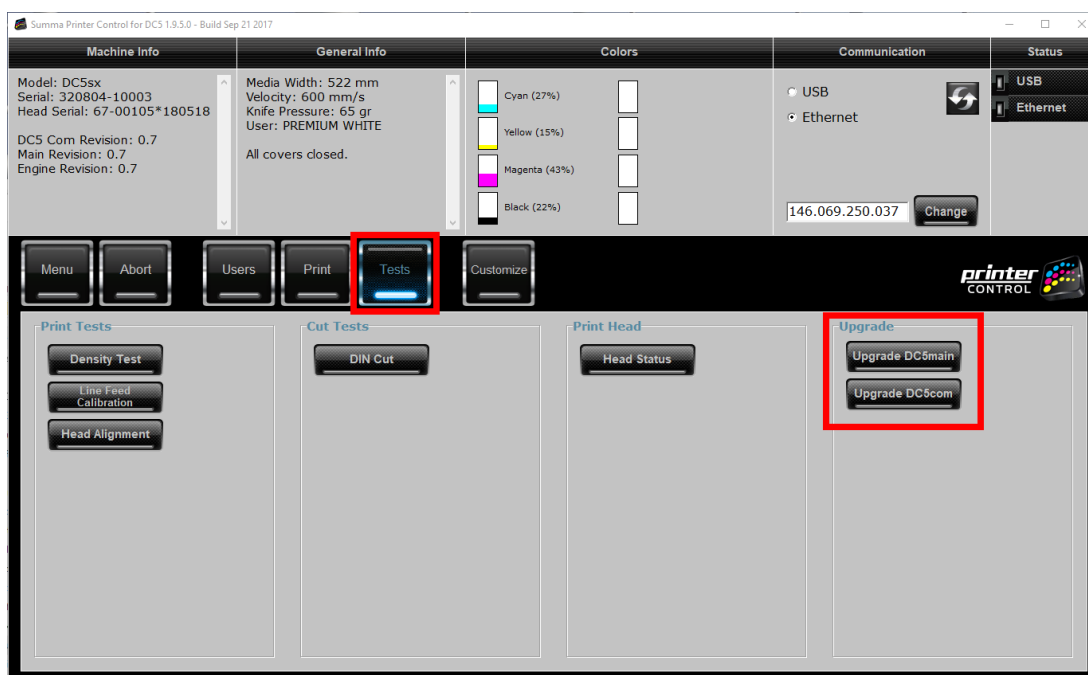 Summa Printer Control for DC5 1.9.5.0 - Build Sep 21 2017
Machine Info
General Info
Colors
Communication
Status
Model: DC5sx
Serial: 320804-10003
Head Serial: 67-00105*180518
DC5 Com Revision: 0.7
Main Revision: 0.7
Engine Revision: 0.7
Media Width: 522 mm
Velocity: 600 mm/s
Knife Pressure: 65 gr
User: PREMIUM WHITE
All covers closed.
Cyan (27%)
Yellow (15%)
Magenta (43%)
Black (22%)
USB
Ethernet
146.069.250.037
Change
USB
Ethernet
Menu
Abort
Users
Print
Tests
Customize
printer
CONTROL
Print Tests
Density Test
Line Feed
Calibration
Head Alignment
Cut Tests
DIN Cut
Print Head
Head Status
Upgrade
Upgrade DC5main
Upgrade DC5com